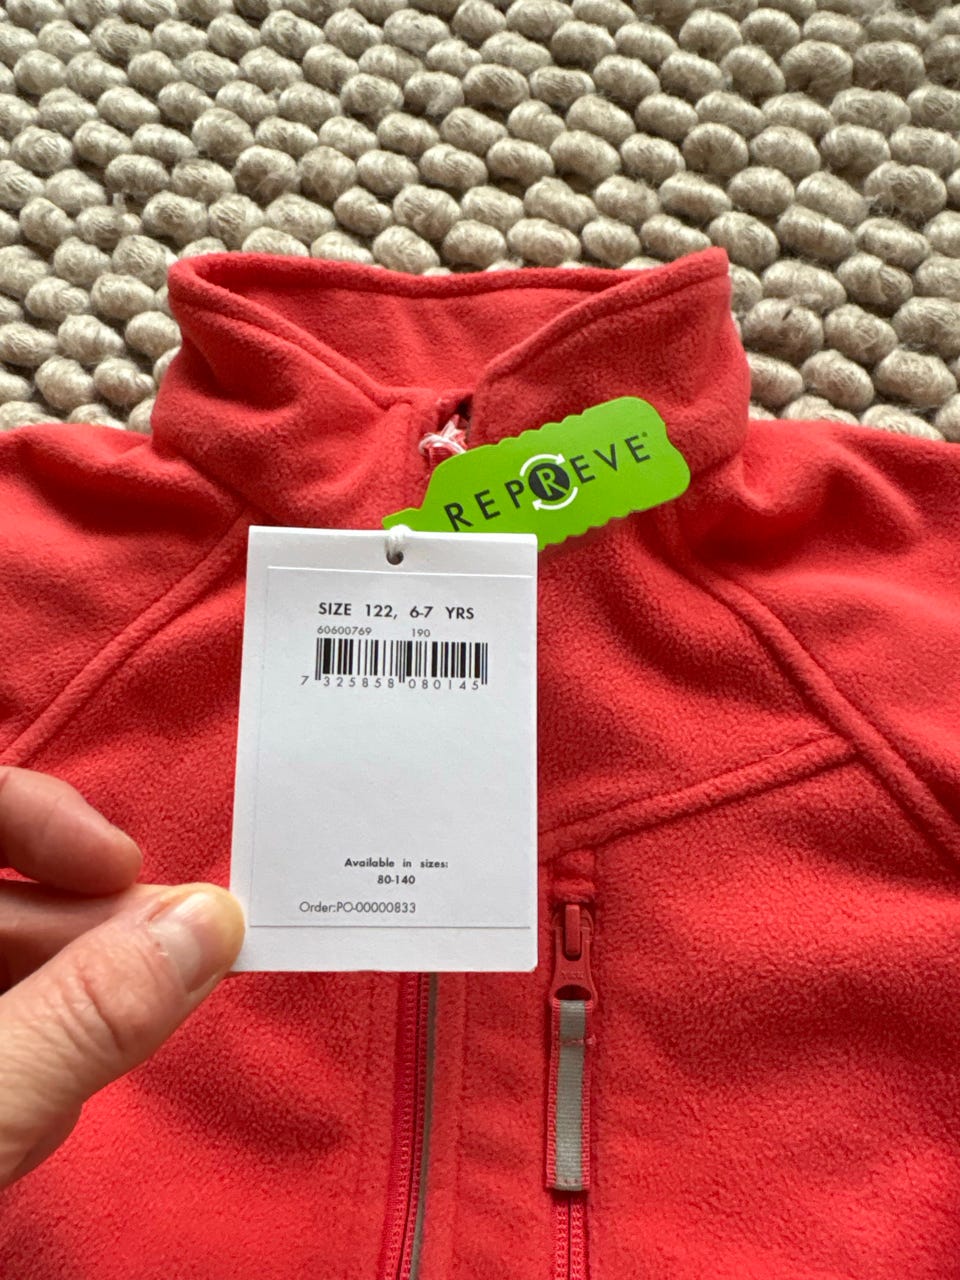 REPREVE®
SIZE 122, 6-7 YRS
60600769 190
7 325858 080145
Available in sizes:
80-140
Order:PO-00000833